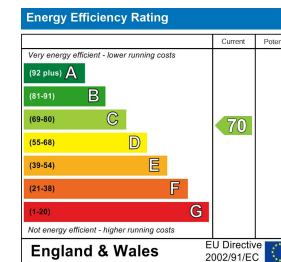 Energy Efficiency Rating
Current Poten
Very energy efficient - lower running costs
(92 plus) A
(81-91) B
(69-80) C
70
(55-68) D
(39-54) E
(21-38) F
(1-20) G
Not energy efficient - higher running costs
England & Wales
EU Directive
2002/91/EC